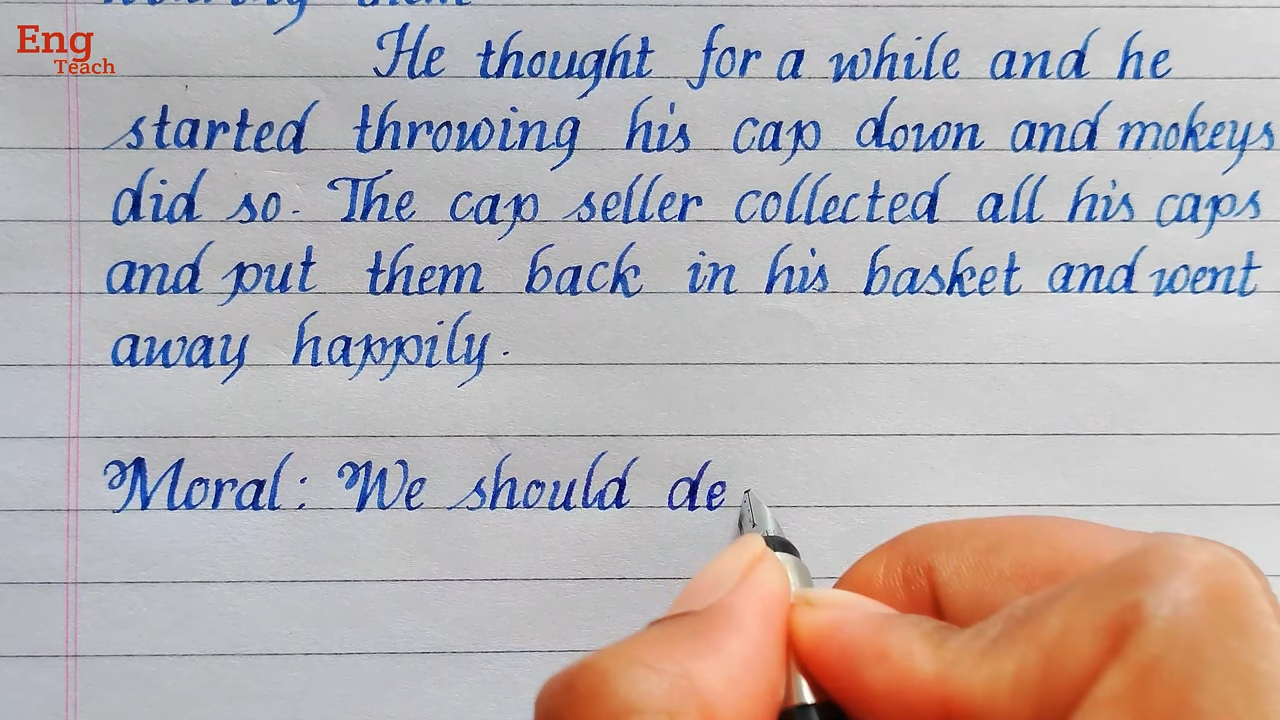 Eng
Teach
He thought for a while and he
started throwing his cap down and mokeys
did so. The cap seller collected all his caps
and put them back in his basket and went
away happily.
Moral: We should de